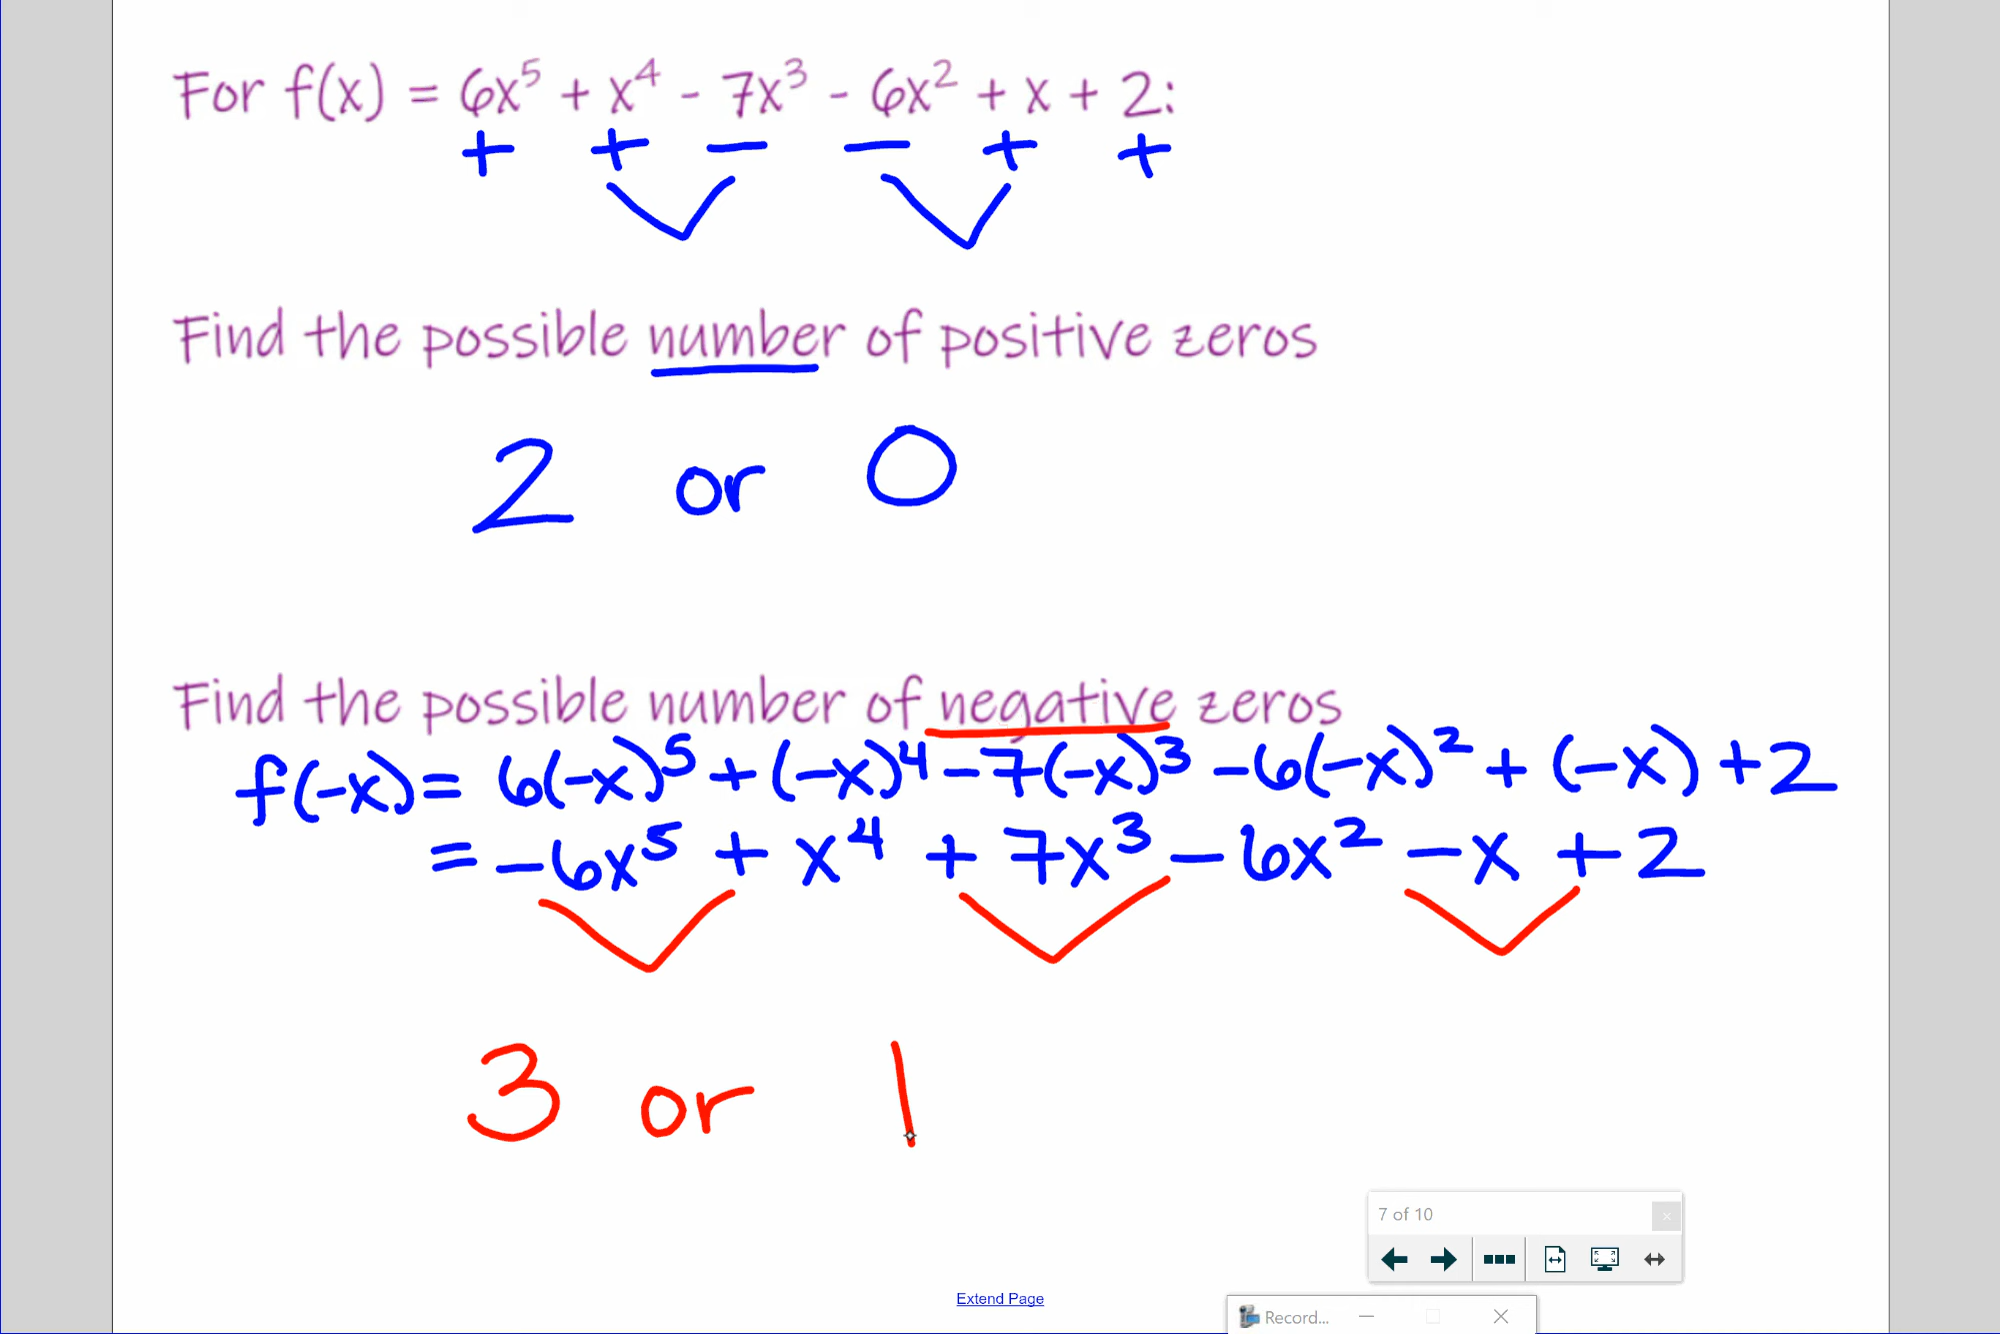 For f(x) = 6x⁵ + x⁴ - 7x³ - 6x² + x + 2:
+ + − − + +
Find the possible number of positive zeros
2 or 0
Find the possible number of negative zeros
f(-x) = 6(-x)⁵ + (-x)⁴ - 7(-x)³ - 6(-x)² + (-x) + 2
= -6x⁵ + x⁴ + 7x³ - 6x² - x + 2
3 or 1
7 of 10
Extend Page
Record...